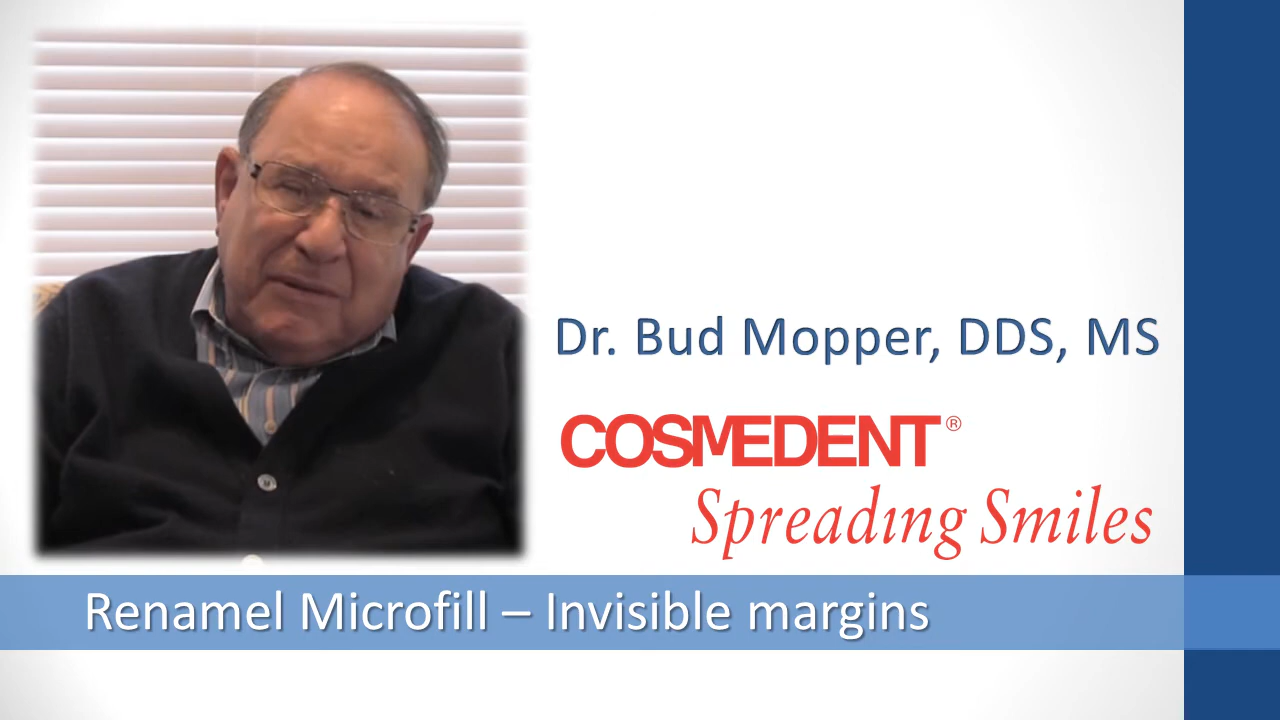 Dr. Bud Mopper, DDS, MS
COSMEDENT®
Spreading Smiles
Renamel Microfill – Invisible margins